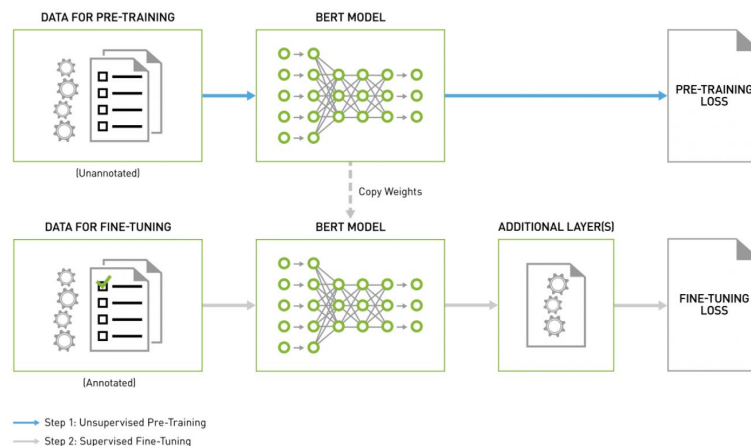 DATA FOR PRE-TRAINING
BERT MODEL
PRE-TRAINING
LOSS
(Unannotated)
Copy Weights
DATA FOR FINE-TUNING
BERT MODEL
ADDITIONAL LAYER(S)
FINE-TUNING
LOSS
(Annotated)
Step 1: Unsupervised Pre-Training
Step 2: Supervised Fine-Tuning